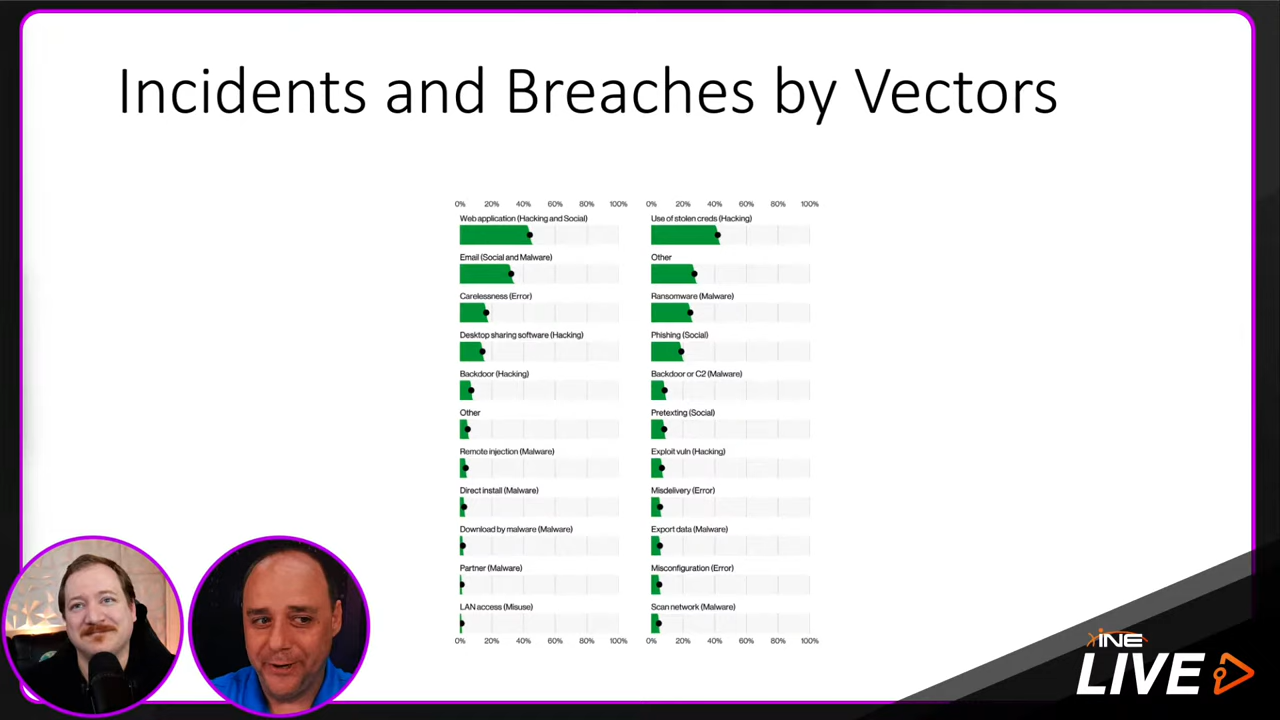 Incidents and Breaches by Vectors
0% 20% 40% 60% 80% 100%
Web application (Hacking and Social)
Email (Social and Malware)
Carelessness (Error)
Desktop sharing software (Hacking)
Backdoor (Hacking)
Other
Remote injection (Malware)
Direct install (Malware)
Download by malware (Malware)
Partner (Malware)
LAN access (Misuse)
0% 20% 40% 60% 80% 100%
0% 20% 40% 60% 80% 100%
Use of stolen creds (Hacking)
Other
Ransomware (Malware)
Phishing (Social)
Backdoor or C2 (Malware)
Pretexting (Social)
Exploit vuln (Hacking)
Misdelivery (Error)
Export data (Malware)
Misconfiguration (Error)
Scan network (Malware)
0% 20% 40% 60% 80% 100%
INE
LIVE